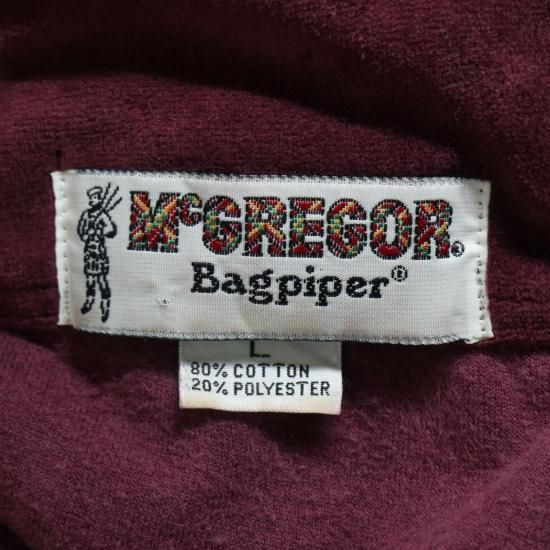 McGREGOR®
Bagpiper®
L
80% COTTON
20% POLYESTER